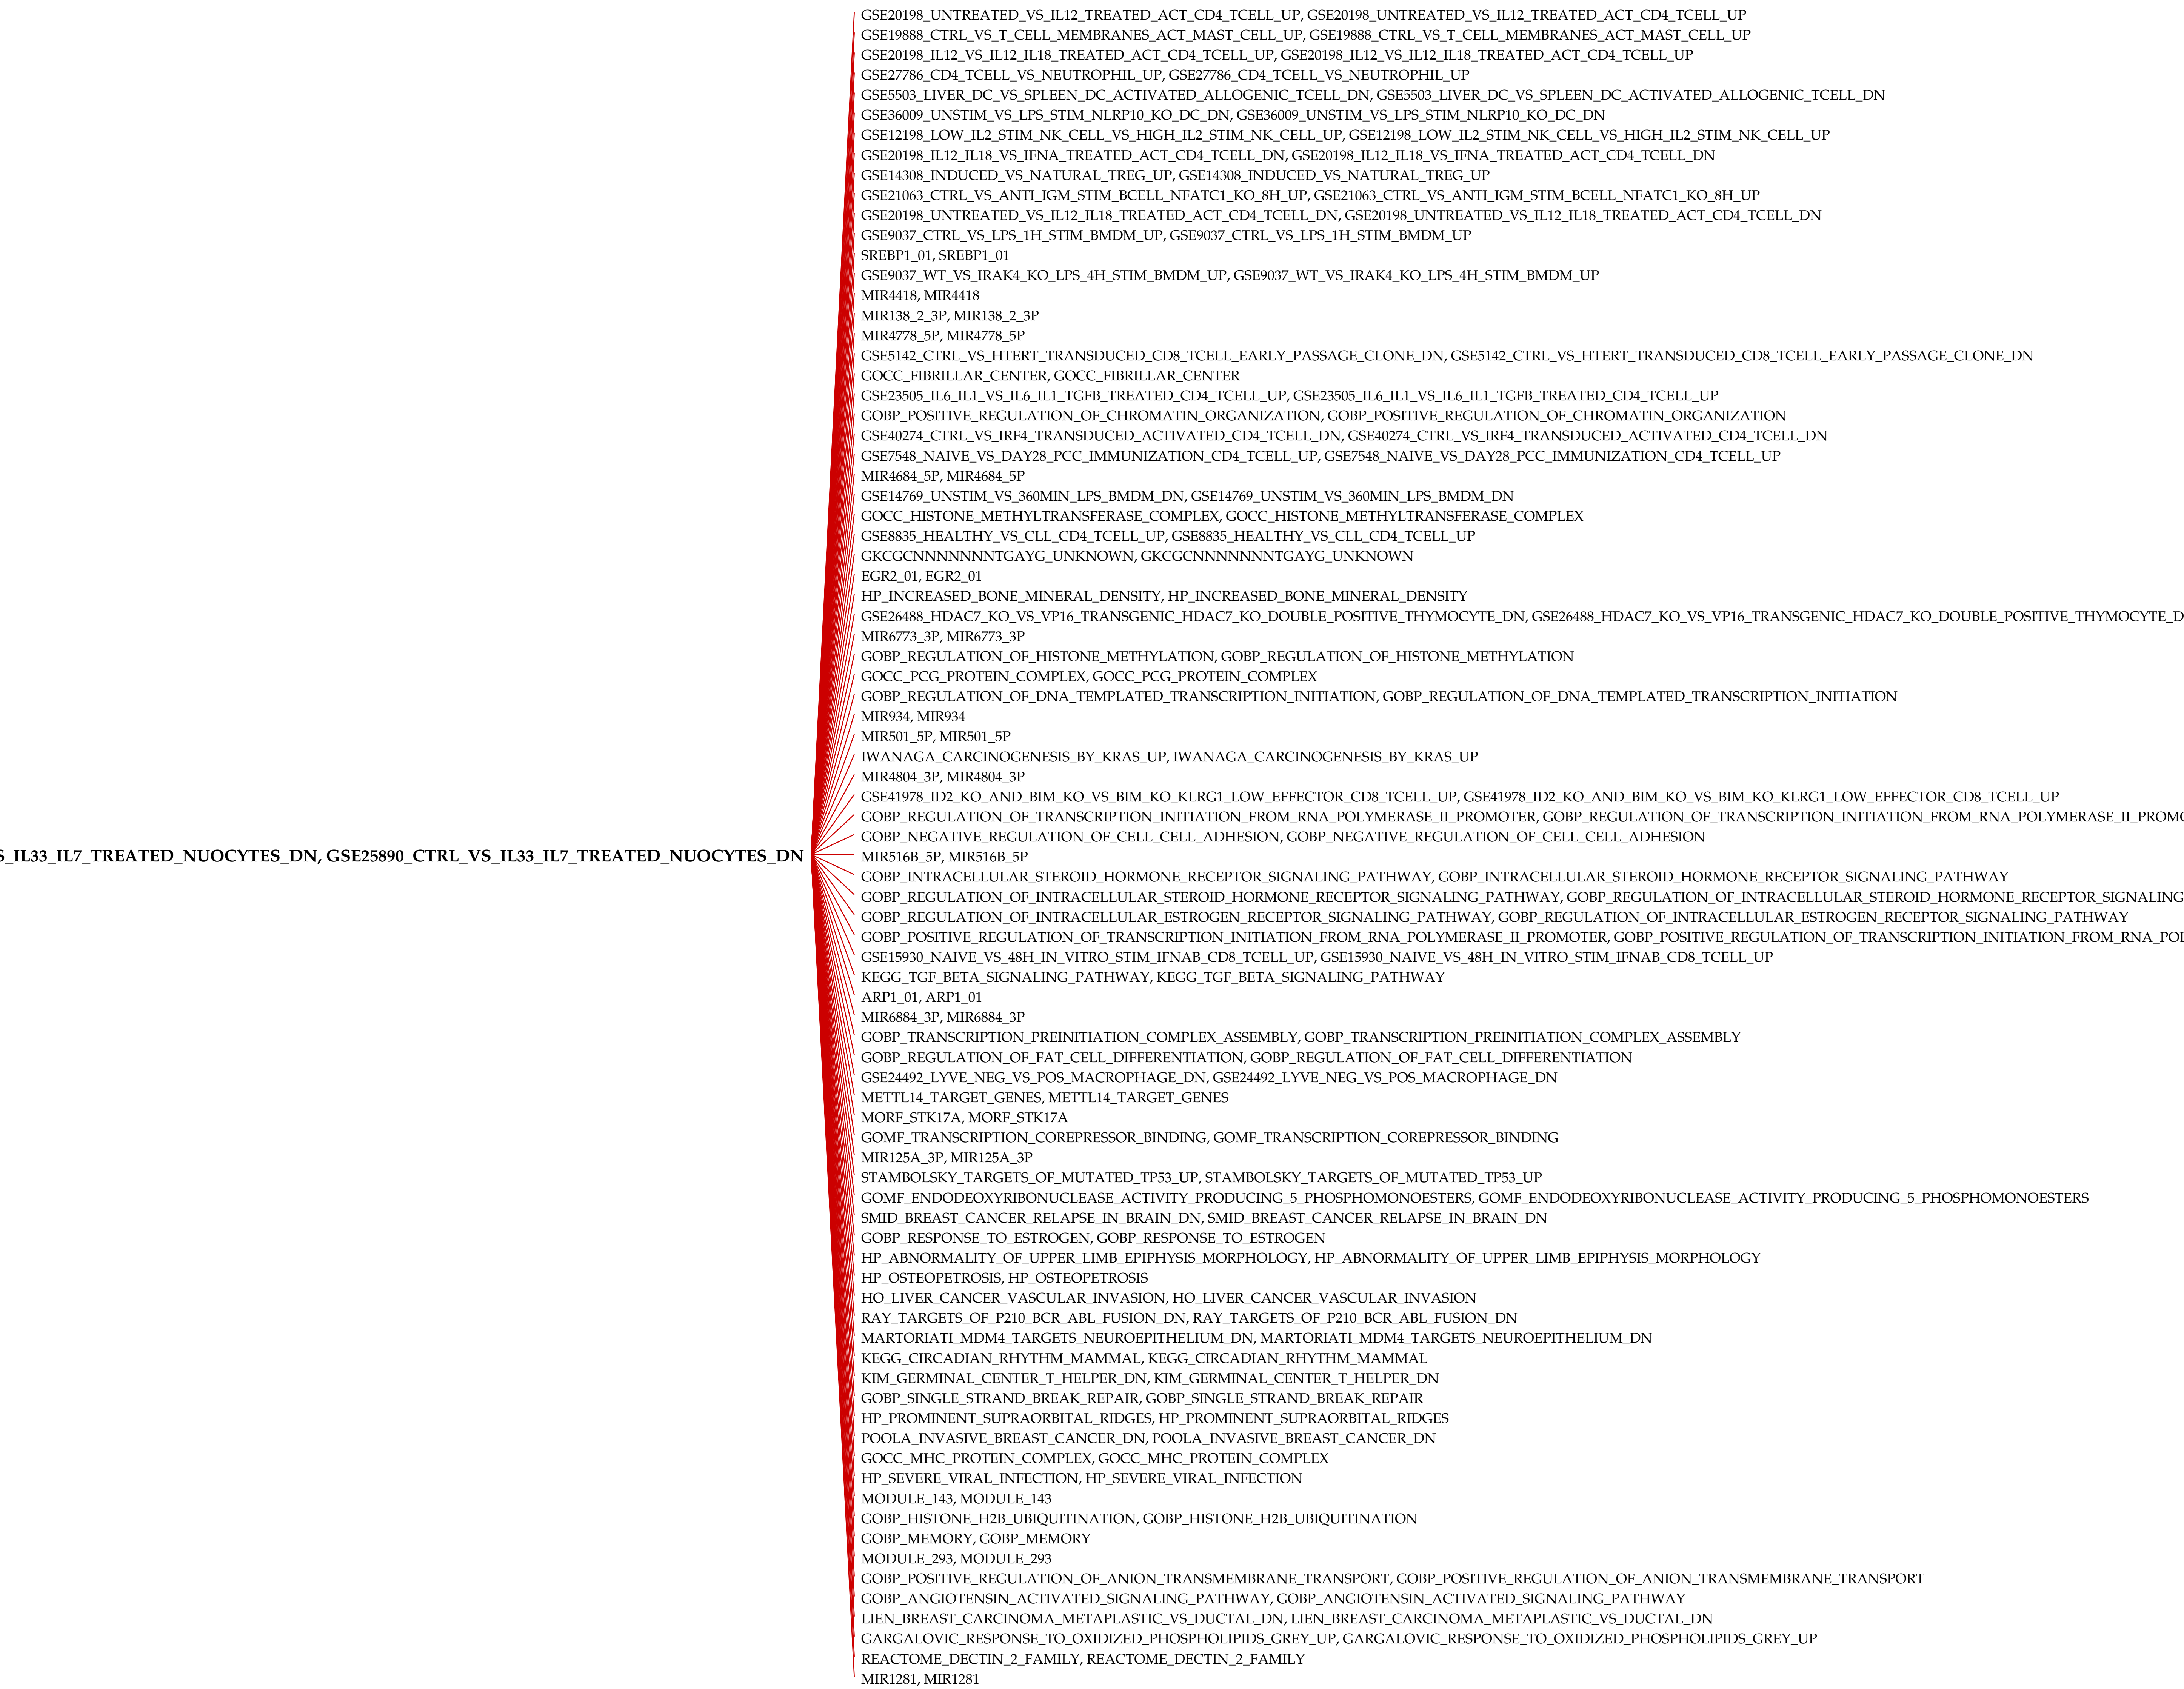 GSE20198_UNTREATED_VS_IL12_TREATED_ACT_CD4_TCELL_UP, GSE20198_UNTREATED_VS_IL12_TREATED_ACT_CD4_TCELL_UP
GSE19888_CTRL_VS_T_CELL_MEMBRANES_ACT_MAST_CELL_UP, GSE19888_CTRL_VS_T_CELL_MEMBRANES_ACT_MAST_CELL_UP
GSE20198_IL12_VS_IL12_IL18_TREATED_ACT_CD4_TCELL_UP, GSE20198_IL12_VS_IL12_IL18_TREATED_ACT_CD4_TCELL_UP
GSE27786_CD4_TCELL_VS_NEUTROPHIL_UP, GSE27786_CD4_TCELL_VS_NEUTROPHIL_UP
GSE5503_LIVER_DC_VS_SPLEEN_DC_ACTIVATED_ALLOGENIC_TCELL_DN, GSE5503_LIVER_DC_VS_SPLEEN_DC_ACTIVATED_ALLOGENIC_TCELL_DN
GSE36009_UNSTIM_VS_LPS_STIM_NLRP10_KO_DC_DN, GSE36009_UNSTIM_VS_LPS_STIM_NLRP10_KO_DC_DN
GSE12198_LOW_IL2_STIM_NK_CELL_VS_HIGH_IL2_STIM_NK_CELL_UP, GSE12198_LOW_IL2_STIM_NK_CELL_VS_HIGH_IL2_STIM_NK_CELL_UP
GSE20198_IL12_IL18_VS_IFNA_TREATED_ACT_CD4_TCELL_DN, GSE20198_IL12_IL18_VS_IFNA_TREATED_ACT_CD4_TCELL_DN
GSE14308_INDUCED_VS_NATURAL_TREG_UP, GSE14308_INDUCED_VS_NATURAL_TREG_UP
GSE21063_CTRL_VS_ANTI_IGM_STIM_BCELL_NFATC1_KO_8H_UP, GSE21063_CTRL_VS_ANTI_IGM_STIM_BCELL_NFATC1_KO_8H_UP
GSE20198_UNTREATED_VS_IL12_IL18_TREATED_ACT_CD4_TCELL_DN, GSE20198_UNTREATED_VS_IL12_IL18_TREATED_ACT_CD4_TCELL_DN
GSE9037_CTRL_VS_LPS_1H_STIM_BMDM_UP, GSE9037_CTRL_VS_LPS_1H_STIM_BMDM_UP
SREBP1_01, SREBP1_01
GSE9037_WT_VS_IRAK4_KO_LPS_4H_STIM_BMDM_UP, GSE9037_WT_VS_IRAK4_KO_LPS_4H_STIM_BMDM_UP
MIR4418, MIR4418
MIR138_2_3P, MIR138_2_3P
MIR4778_5P, MIR4778_5P
GSE5142_CTRL_VS_HTERT_TRANSDUCED_CD8_TCELL_EARLY_PASSAGE_CLONE_DN, GSE5142_CTRL_VS_HTERT_TRANSDUCED_CD8_TCELL_EARLY_PASSAGE_CLONE_DN
GOCC_FIBRILLAR_CENTER, GOCC_FIBRILLAR_CENTER
GSE23505_IL6_IL1_VS_IL6_IL1_TGFB_TREATED_CD4_TCELL_UP, GSE23505_IL6_IL1_VS_IL6_IL1_TGFB_TREATED_CD4_TCELL_UP
GOBP_POSITIVE_REGULATION_OF_CHROMATIN_ORGANIZATION, GOBP_POSITIVE_REGULATION_OF_CHROMATIN_ORGANIZATION
GSE40274_CTRL_VS_IRF4_TRANSDUCED_ACTIVATED_CD4_TCELL_DN, GSE40274_CTRL_VS_IRF4_TRANSDUCED_ACTIVATED_CD4_TCELL_DN
GSE7548_NAIVE_VS_DAY28_PCC_IMMUNIZATION_CD4_TCELL_UP, GSE7548_NAIVE_VS_DAY28_PCC_IMMUNIZATION_CD4_TCELL_UP
MIR4684_5P, MIR4684_5P
GSE14769_UNSTIM_VS_360MIN_LPS_BMDM_DN, GSE14769_UNSTIM_VS_360MIN_LPS_BMDM_DN
GOCC_HISTONE_METHYLTRANSFERASE_COMPLEX, GOCC_HISTONE_METHYLTRANSFERASE_COMPLEX
GSE8835_HEALTHY_VS_CLL_CD4_TCELL_UP, GSE8835_HEALTHY_VS_CLL_CD4_TCELL_UP
GKCGCNNNNNNNTGAYG_UNKNOWN, GKCGCNNNNNNNTGAYG_UNKNOWN
EGR2_01, EGR2_01
HP_INCREASED_BONE_MINERAL_DENSITY, HP_INCREASED_BONE_MINERAL_DENSITY
GSE26488_HDAC7_KO_VS_VP16_TRANSGENIC_HDAC7_KO_DOUBLE_POSITIVE_THYMOCYTE_DN, GSE26488_HDAC7_KO_VS_VP16_TRANSGENIC_HDAC7_KO_DOUBLE_POSITIVE_THYMOCYTE_D
MIR6773_3P, MIR6773_3P
GOBP_REGULATION_OF_HISTONE_METHYLATION, GOBP_REGULATION_OF_HISTONE_METHYLATION
GOCC_PCG_PROTEIN_COMPLEX, GOCC_PCG_PROTEIN_COMPLEX
GOBP_REGULATION_OF_DNA_TEMPLATED_TRANSCRIPTION_INITIATION, GOBP_REGULATION_OF_DNA_TEMPLATED_TRANSCRIPTION_INITIATION
MIR934, MIR934
MIR501_5P, MIR501_5P
IWANAGA_CARCINOGENESIS_BY_KRAS_UP, IWANAGA_CARCINOGENESIS_BY_KRAS_UP
MIR4804_3P, MIR4804_3P
GSE41978_ID2_KO_AND_BIM_KO_VS_BIM_KO_KLRG1_LOW_EFFECTOR_CD8_TCELL_UP, GSE41978_ID2_KO_AND_BIM_KO_VS_BIM_KO_KLRG1_LOW_EFFECTOR_CD8_TCELL_UP
GOBP_REGULATION_OF_TRANSCRIPTION_INITIATION_FROM_RNA_POLYMERASE_II_PROMOTER, GOBP_REGULATION_OF_TRANSCRIPTION_INITIATION_FROM_RNA_POLYMERASE_II_PROMO
GOBP_NEGATIVE_REGULATION_OF_CELL_CELL_ADHESION, GOBP_NEGATIVE_REGULATION_OF_CELL_CELL_ADHESION
S_IL33_IL7_TREATED_NUOCYTES_DN, GSE25890_CTRL_VS_IL33_IL7_TREATED_NUOCYTES_DN
MIR516B_5P, MIR516B_5P
GOBP_INTRACELLULAR_STEROID_HORMONE_RECEPTOR_SIGNALING_PATHWAY, GOBP_INTRACELLULAR_STEROID_HORMONE_RECEPTOR_SIGNALING_PATHWAY
GOBP_REGULATION_OF_INTRACELLULAR_STEROID_HORMONE_RECEPTOR_SIGNALING_PATHWAY, GOBP_REGULATION_OF_INTRACELLULAR_STEROID_HORMONE_RECEPTOR_SIGNALING
GOBP_REGULATION_OF_INTRACELLULAR_ESTROGEN_RECEPTOR_SIGNALING_PATHWAY, GOBP_REGULATION_OF_INTRACELLULAR_ESTROGEN_RECEPTOR_SIGNALING_PATHWAY
GOBP_POSITIVE_REGULATION_OF_TRANSCRIPTION_INITIATION_FROM_RNA_POLYMERASE_II_PROMOTER, GOBP_POSITIVE_REGULATION_OF_TRANSCRIPTION_INITIATION_FROM_RNA_POL
GSE15930_NAIVE_VS_48H_IN_VITRO_STIM_IFNAB_CD8_TCELL_UP, GSE15930_NAIVE_VS_48H_IN_VITRO_STIM_IFNAB_CD8_TCELL_UP
KEGG_TGF_BETA_SIGNALING_PATHWAY, KEGG_TGF_BETA_SIGNALING_PATHWAY
ARP1_01, ARP1_01
MIR6884_3P, MIR6884_3P
GOBP_TRANSCRIPTION_PREINITIATION_COMPLEX_ASSEMBLY, GOBP_TRANSCRIPTION_PREINITIATION_COMPLEX_ASSEMBLY
GOBP_REGULATION_OF_FAT_CELL_DIFFERENTIATION, GOBP_REGULATION_OF_FAT_CELL_DIFFERENTIATION
GSE24492_LYVE_NEG_VS_POS_MACROPHAGE_DN, GSE24492_LYVE_NEG_VS_POS_MACROPHAGE_DN
METTL14_TARGET_GENES, METTL14_TARGET_GENES
MORF_STK17A, MORF_STK17A
GOMF_TRANSCRIPTION_COREPRESSOR_BINDING, GOMF_TRANSCRIPTION_COREPRESSOR_BINDING
MIR125A_3P, MIR125A_3P
STAMBOLSKY_TARGETS_OF_MUTATED_TP53_UP, STAMBOLSKY_TARGETS_OF_MUTATED_TP53_UP
GOMF_ENDODEOXYRIBONUCLEASE_ACTIVITY_PRODUCING_5_PHOSPHOMONOESTERS, GOMF_ENDODEOXYRIBONUCLEASE_ACTIVITY_PRODUCING_5_PHOSPHOMONOESTERS
SMID_BREAST_CANCER_RELAPSE_IN_BRAIN_DN, SMID_BREAST_CANCER_RELAPSE_IN_BRAIN_DN
GOBP_RESPONSE_TO_ESTROGEN, GOBP_RESPONSE_TO_ESTROGEN
HP_ABNORMALITY_OF_UPPER_LIMB_EPIPHYSIS_MORPHOLOGY, HP_ABNORMALITY_OF_UPPER_LIMB_EPIPHYSIS_MORPHOLOGY
HP_OSTEOPETROSIS, HP_OSTEOPETROSIS
HO_LIVER_CANCER_VASCULAR_INVASION, HO_LIVER_CANCER_VASCULAR_INVASION
RAY_TARGETS_OF_P210_BCR_ABL_FUSION_DN, RAY_TARGETS_OF_P210_BCR_ABL_FUSION_DN
MARTORIATI_MDM4_TARGETS_NEUROEPITHELIUM_DN, MARTORIATI_MDM4_TARGETS_NEUROEPITHELIUM_DN
KEGG_CIRCADIAN_RHYTHM_MAMMAL, KEGG_CIRCADIAN_RHYTHM_MAMMAL
KIM_GERMINAL_CENTER_T_HELPER_DN, KIM_GERMINAL_CENTER_T_HELPER_DN
GOBP_SINGLE_STRAND_BREAK_REPAIR, GOBP_SINGLE_STRAND_BREAK_REPAIR
HP_PROMINENT_SUPRAORBITAL_RIDGES, HP_PROMINENT_SUPRAORBITAL_RIDGES
POOLA_INVASIVE_BREAST_CANCER_DN, POOLA_INVASIVE_BREAST_CANCER_DN
GOCC_MHC_PROTEIN_COMPLEX, GOCC_MHC_PROTEIN_COMPLEX
HP_SEVERE_VIRAL_INFECTION, HP_SEVERE_VIRAL_INFECTION
MODULE_143, MODULE_143
GOBP_HISTONE_H2B_UBIQUITINATION, GOBP_HISTONE_H2B_UBIQUITINATION
GOBP_MEMORY, GOBP_MEMORY
MODULE_293, MODULE_293
GOBP_POSITIVE_REGULATION_OF_ANION_TRANSMEMBRANE_TRANSPORT, GOBP_POSITIVE_REGULATION_OF_ANION_TRANSMEMBRANE_TRANSPORT
GOBP_ANGIOTENSIN_ACTIVATED_SIGNALING_PATHWAY, GOBP_ANGIOTENSIN_ACTIVATED_SIGNALING_PATHWAY
LIEN_BREAST_CARCINOMA_METAPLASTIC_VS_DUCTAL_DN, LIEN_BREAST_CARCINOMA_METAPLASTIC_VS_DUCTAL_DN
GARGALOVIC_RESPONSE_TO_OXIDIZED_PHOSPHOLIPIDS_GREY_UP, GARGALOVIC_RESPONSE_TO_OXIDIZED_PHOSPHOLIPIDS_GREY_UP
REACTOME_DECTIN_2_FAMILY, REACTOME_DECTIN_2_FAMILY
MIR1281, MIR1281